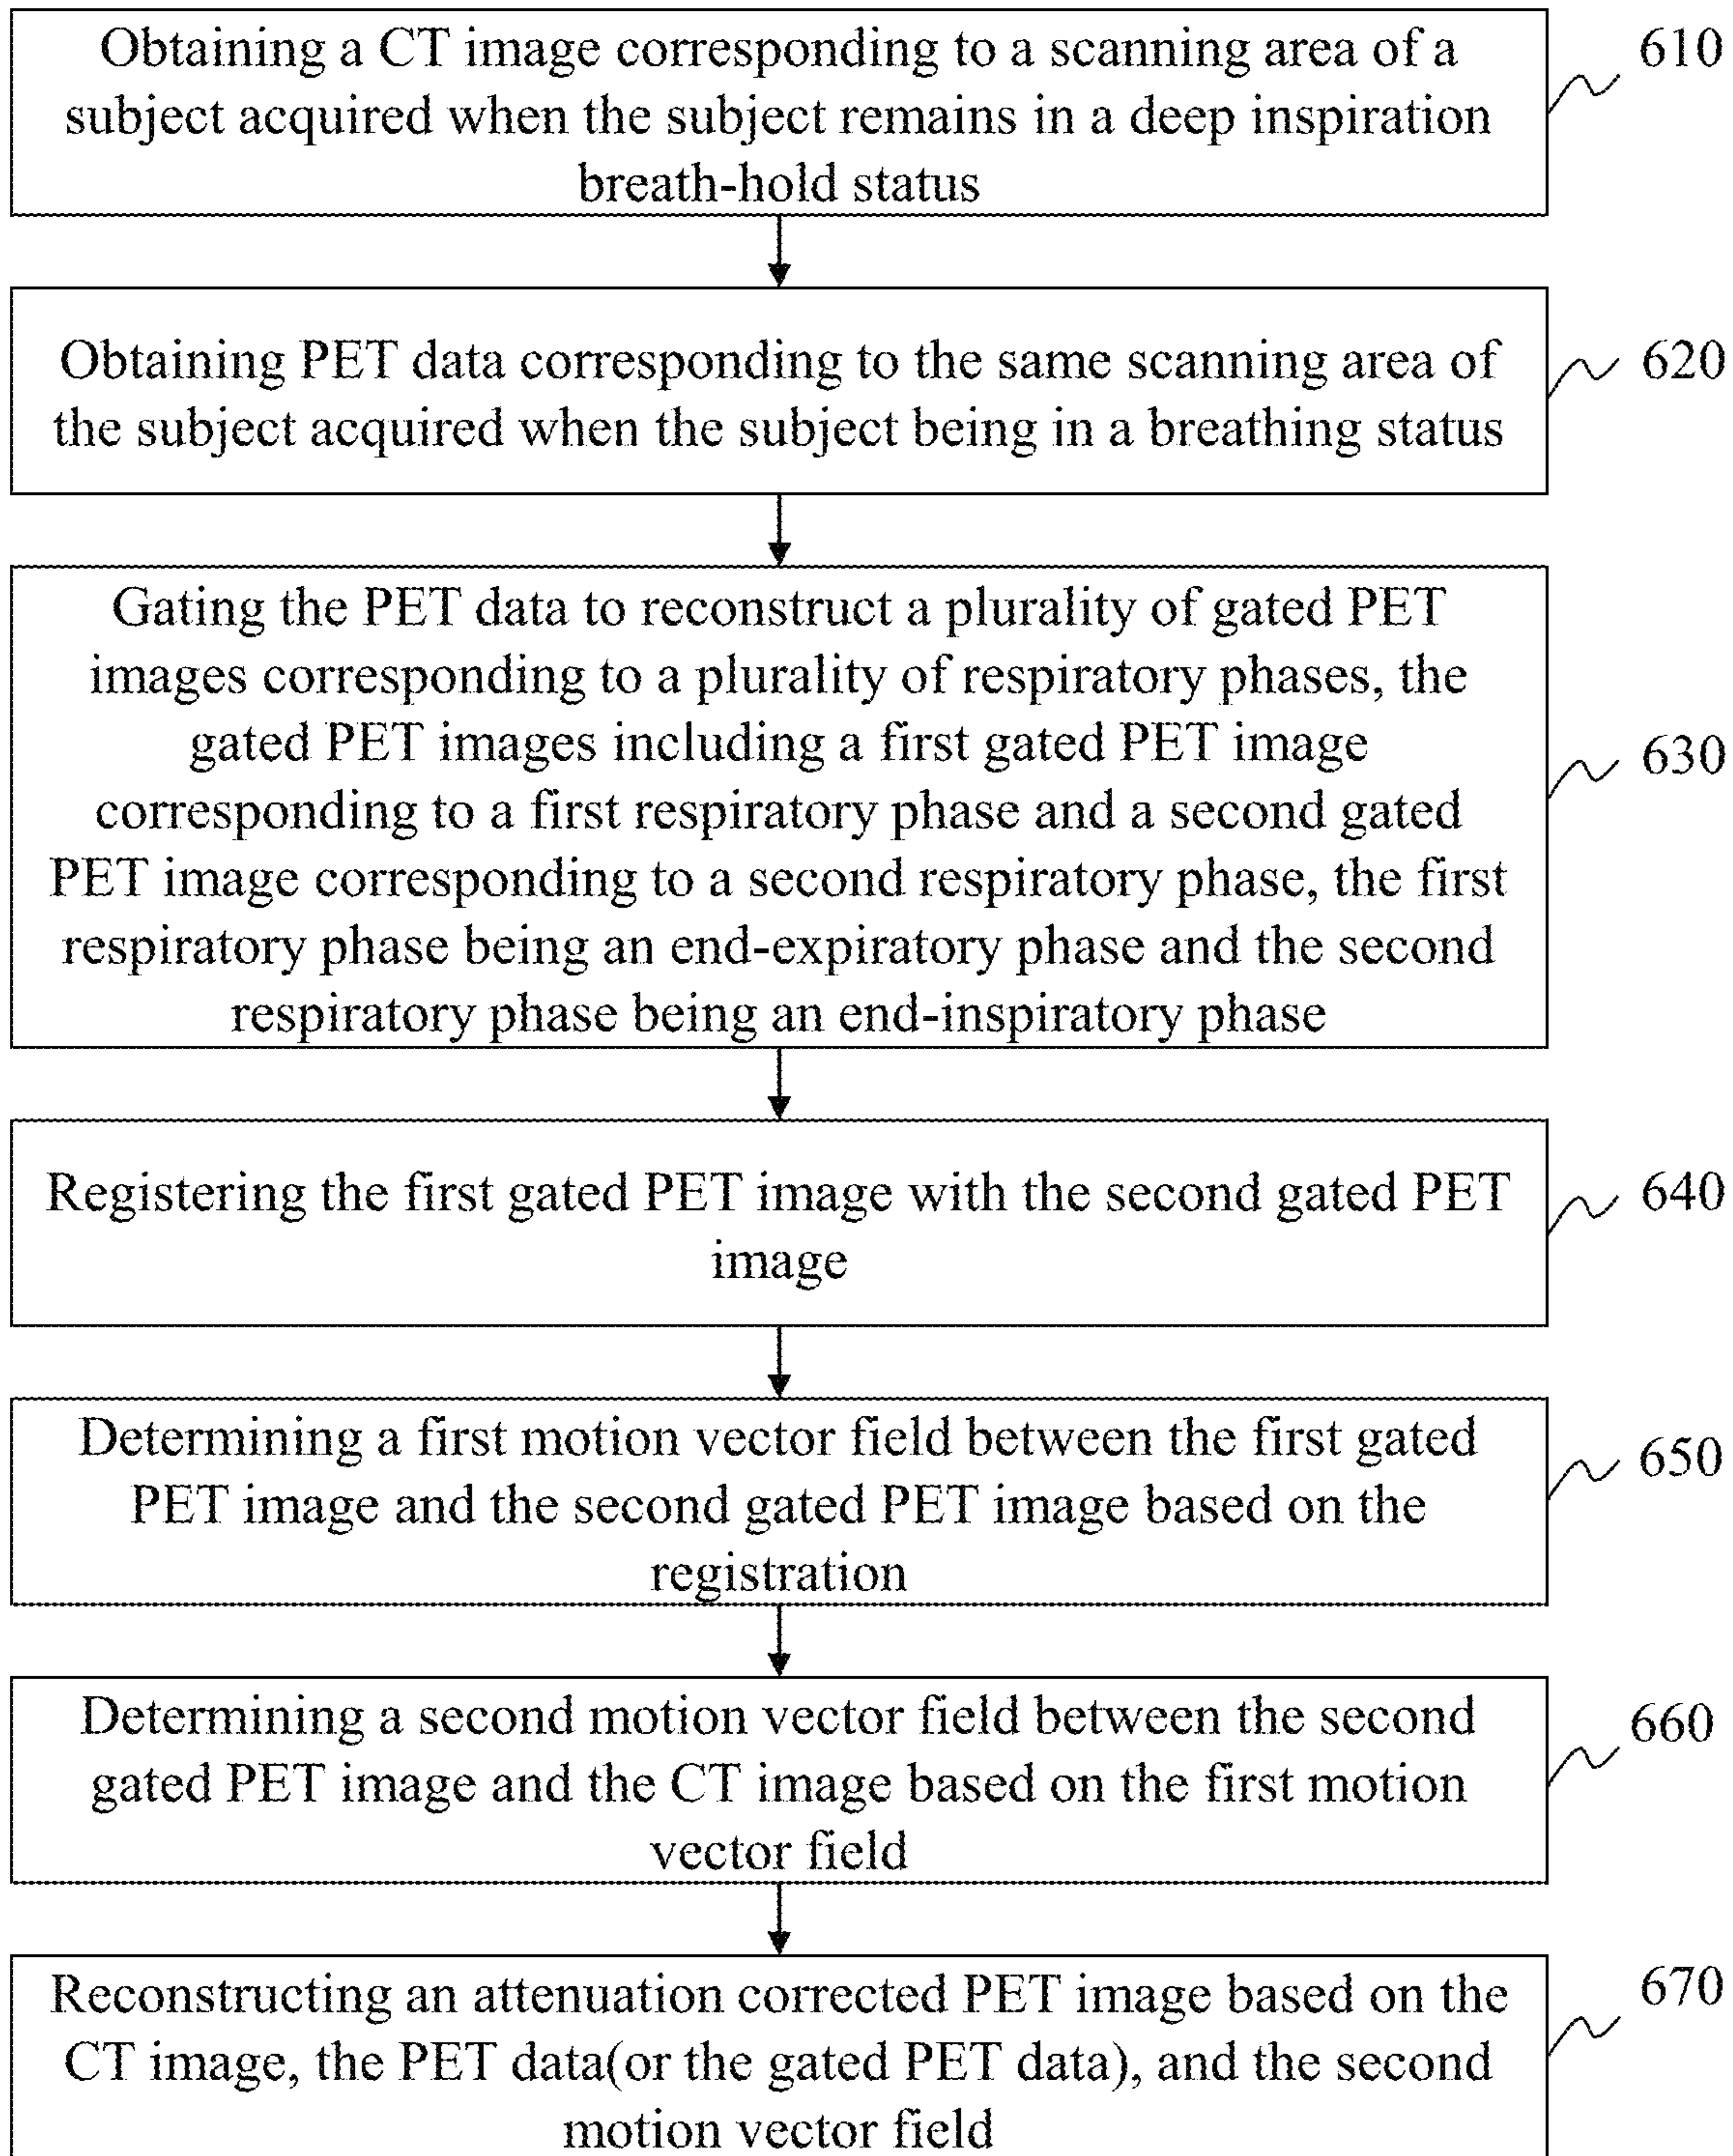 Obtaining a CT image corresponding to a scanning area of a
subject acquired when the subject remains in a deep inspiration
breath-hold status
610
Obtaining PET data corresponding to the same scanning area of
the subject acquired when the subject being in a breathing status
620
Gating the PET data to reconstruct a plurality of gated PET
images corresponding to a plurality of respiratory phases, the
gated PET images including a first gated PET image
corresponding to a first respiratory phase and a second gated
PET image corresponding to a second respiratory phase, the first
respiratory phase being an end-expiratory phase and the second
respiratory phase being an end-inspiratory phase
630
Registering the first gated PET image with the second gated PET
image
640
Determining a first motion vector field between the first gated
PET image and the second gated PET image based on the
registration
650
Determining a second motion vector field between the second
gated PET image and the CT image based on the first motion
vector field
660
Reconstructing an attenuation corrected PET image based on the
CT image, the PET data(or the gated PET data), and the second
motion vector field
670